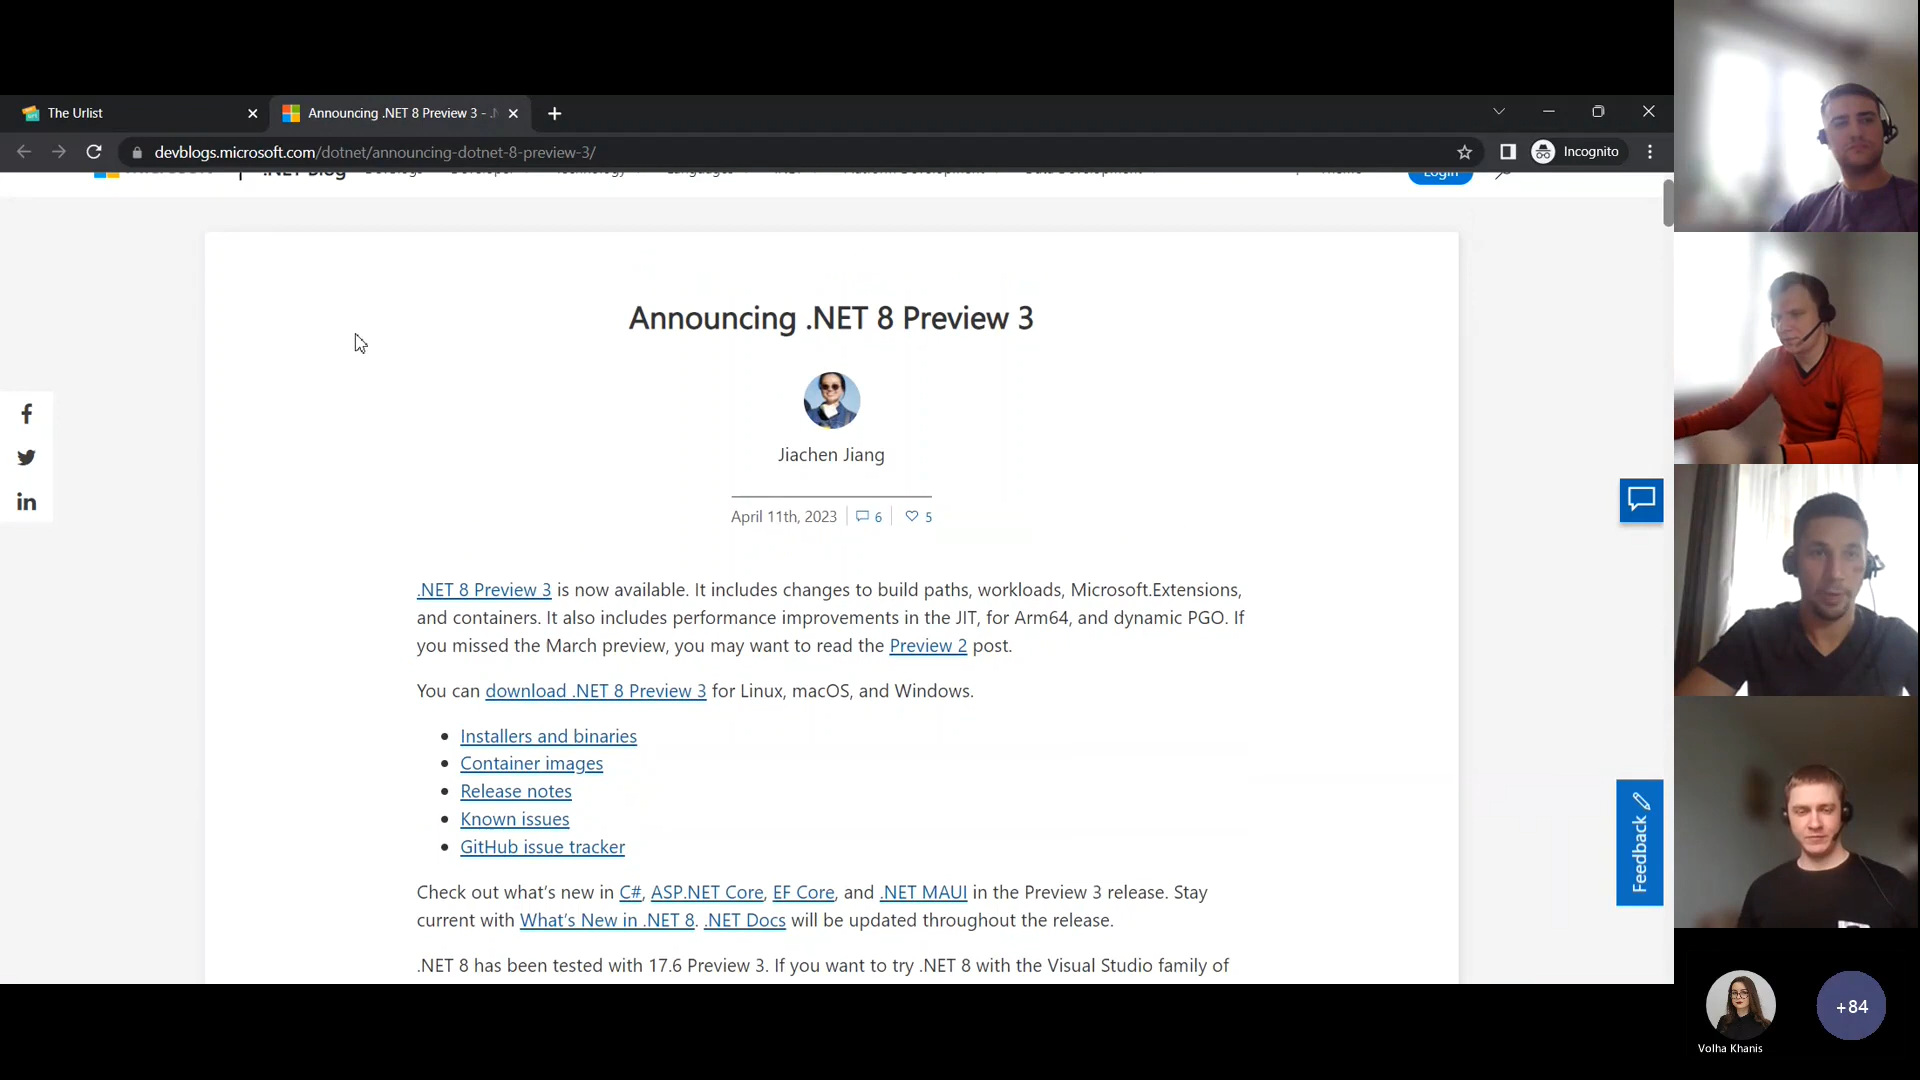 The Urlist
Announcing .NET 8 Preview 3 - .N
devblogs.microsoft.com/dotnet/announcing-dotnet-8-preview-3/
Incognito
.NET Blog
Login
Announcing .NET 8 Preview 3
Jiachen Jiang
April 11th, 2023 6 5
.NET 8 Preview 3 is now available. It includes changes to build paths, workloads, Microsoft.Extensions,
and containers. It also includes performance improvements in the JIT, for Arm64, and dynamic PGO. If
you missed the March preview, you may want to read the Preview 2 post.
You can download .NET 8 Preview 3 for Linux, macOS, and Windows.
Installers and binaries
Container images
Release notes
Known issues
GitHub issue tracker
Check out what’s new in C#, ASP.NET Core, EF Core, and .NET MAUI in the Preview 3 release. Stay
current with What’s New in .NET 8. .NET Docs will be updated throughout the release.
.NET 8 has been tested with 17.6 Preview 3. If you want to try .NET 8 with the Visual Studio family of
Feedback
+84
Volha Khanis